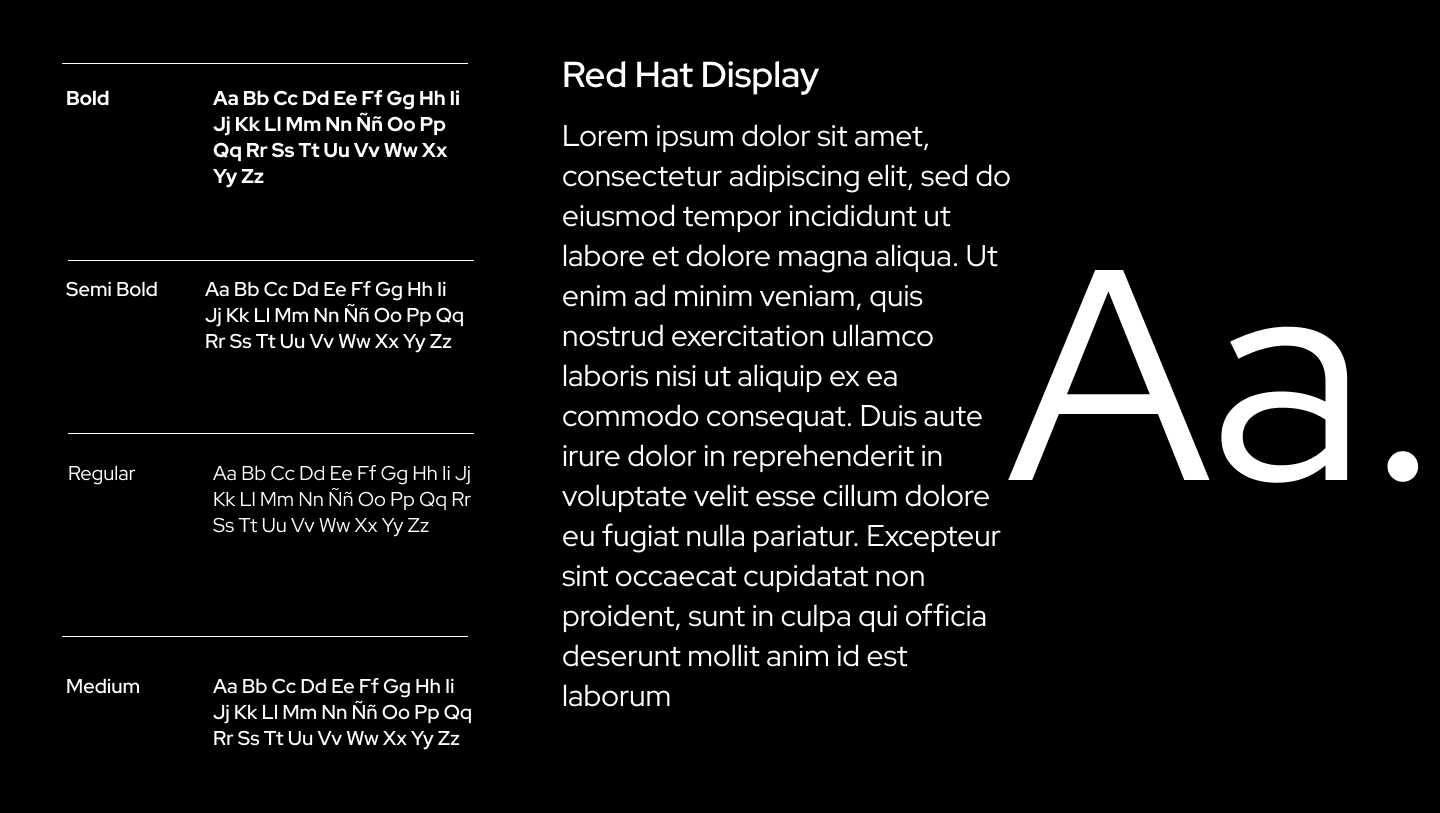 Bold
Aa Bb Cc Dd Ee Ff Gg Hh Ii
Jj Kk Ll Mm Nn Ññ Oo Pp
Qq Rr Ss Tt Uu Vv Ww Xx
Yy Zz
Semi Bold
Aa Bb Cc Dd Ee Ff Gg Hh Ii
Jj Kk Ll Mm Nn Ññ Oo Pp Qq
Rr Ss Tt Uu Vv Ww Xx Yy Zz
Regular
Aa Bb Cc Dd Ee Ff Gg Hh Ii Jj
Kk Ll Mm Nn Ññ Oo Pp Qq Rr
Ss Tt Uu Vv Ww Xx Yy Zz
Medium
Aa Bb Cc Dd Ee Ff Gg Hh Ii
Jj Kk Ll Mm Nn Ññ Oo Pp Qq
Rr Ss Tt Uu Vv Ww Xx Yy Zz
Red Hat Display
Lorem ipsum dolor sit amet,
consectetur adipiscing elit, sed do
eiusmod tempor incididunt ut
labore et dolore magna aliqua. Ut
enim ad minim veniam, quis
nostrud exercitation ullamco
laboris nisi ut aliquip ex ea
commodo consequat. Duis aute
irure dolor in reprehenderit in
voluptate velit esse cillum dolore
eu fugiat nulla pariatur. Excepteur
sint occaecat cupidatat non
proident, sunt in culpa qui officia
deserunt mollit anim id est
laborum
Aa.